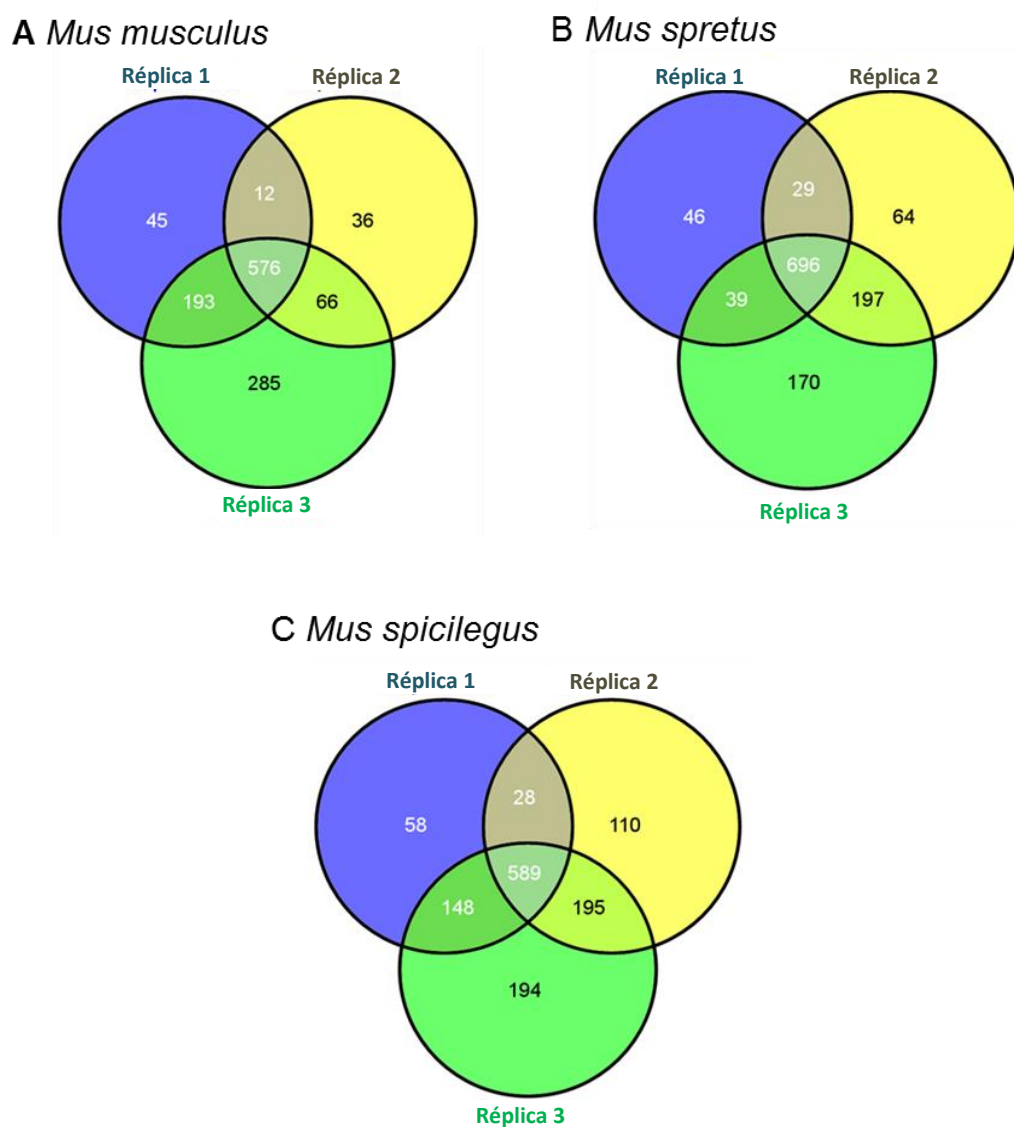 A Mus musculus
B Mus spretus
Réplica 1
Réplica 2
Réplica 1
Réplica 2
12
45
36
576
193
66
285
Réplica 3
29
46
64
696
39
197
170
Réplica 3
C Mus spicilegus
Réplica 1
Réplica 2
28
58
110
589
148
195
194
Réplica 3